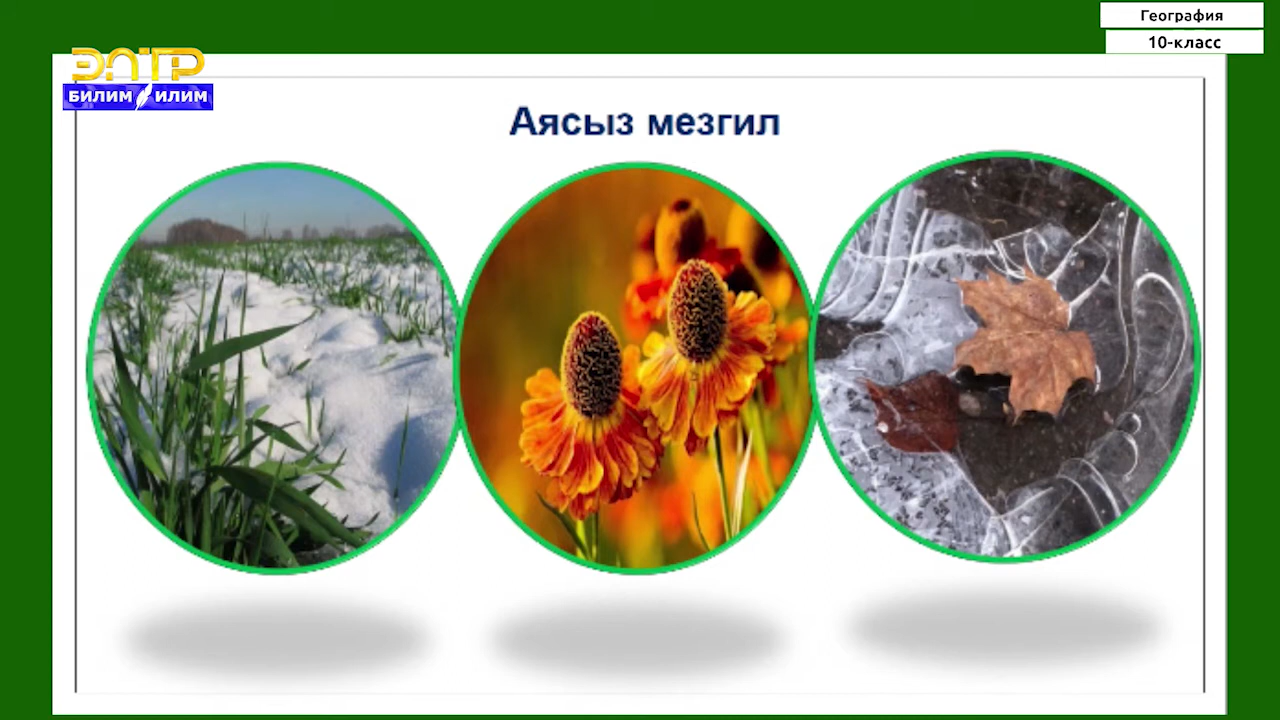 География
10-класс
ЭЛТР
БИЛИМ ИЛИМ
Аясыз мезгил